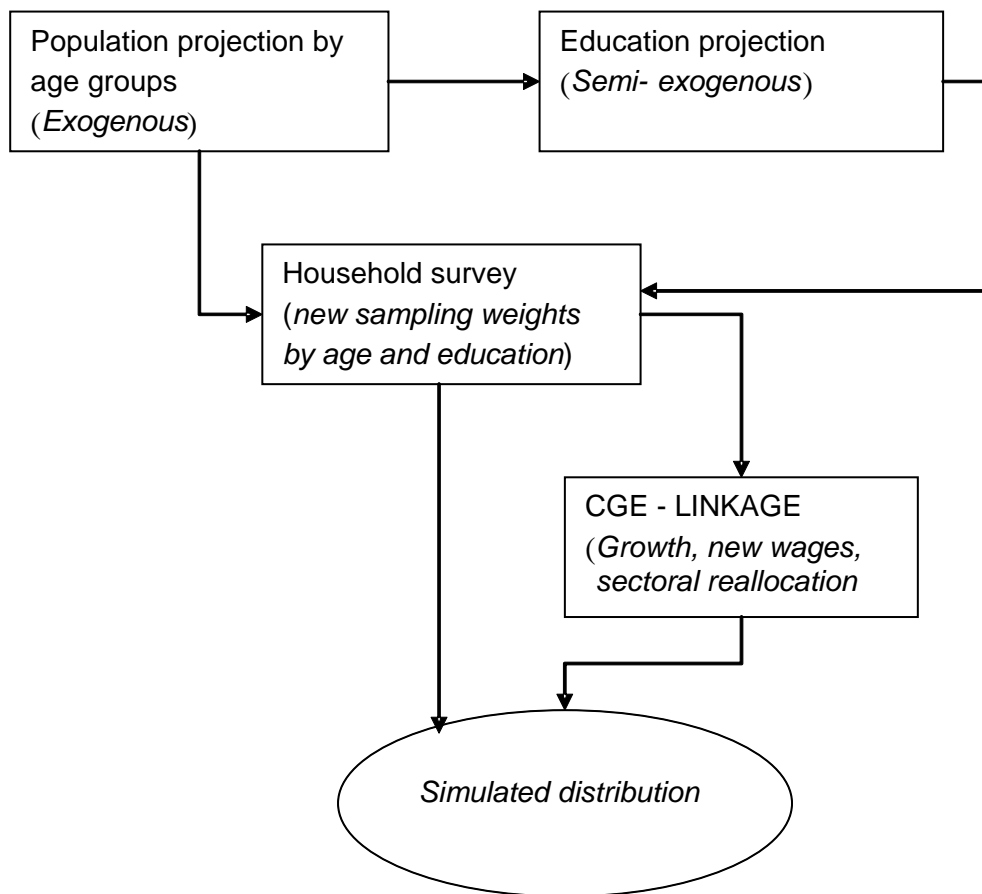 Population projection by
age groups
(Exogenous)
Education projection
(Semi- exogenous)
Household survey
(new sampling weights
by age and education)
CGE - LINKAGE
(Growth, new wages,
sectoral reallocation
Simulated distribution